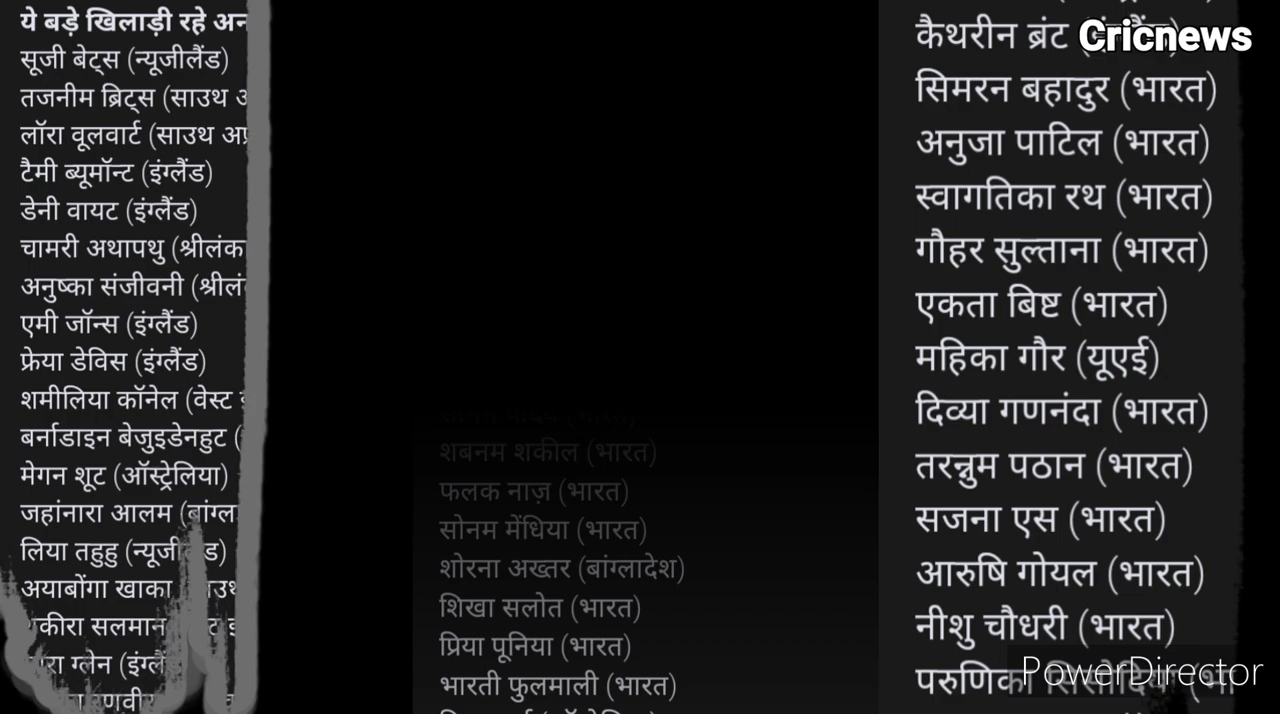 ये बड़े खिलाड़ी रहे
सूजी बेट्स (न्यूजीलैंड)
तजनीम ब्रिट्स (साउथ
लॉरा वूलवार्ट (साउथ
टैमी ब्यूमॉन्ट (इंग्लैंड)
डेनी वायट (इंग्लैंड)
चामरी अथापथु (श्रीलंक
अनुष्का संजीवनी
एमी जॉन्स (इंग्लैंड)
फ्रेया डेविस (इंग्लैंड)
शमीलिया कॉनेल (वेस्ट
बर्नाडाइन बेजुइडेनहुट (
मेगन शूट (ऑस्ट्रेलिया)
जहांनारा आलम
लिया तहुहु
अयाबोंगा खाका
सलमान
ग्लेन
शबनम शकील (भारत)
फलक नाज़ (भारत)
सोनम मेंधिया (भारत)
शोरना अख्तर (बांग्लादेश)
शिखा सलोत (भारत)
प्रिया पूनिया (भारत)
भारती फुलमाली (भारत)
Cricnews
कैथरीन ब्रंट
सिमरन बहादुर (भारत)
अनुजा पाटिल (भारत)
स्वागतिका रथ (भारत)
गौहर सुल्ताना (भारत)
एकता बिष्ट (भारत)
महिका गौर (यूएई)
दिव्या गणनंदा (भारत)
तरन्नुम पठान (भारत)
सजना एस (भारत)
आरुषि गोयल (भारत)
नीशु चौधरी (भारत)
परुणिका
PowerDirector